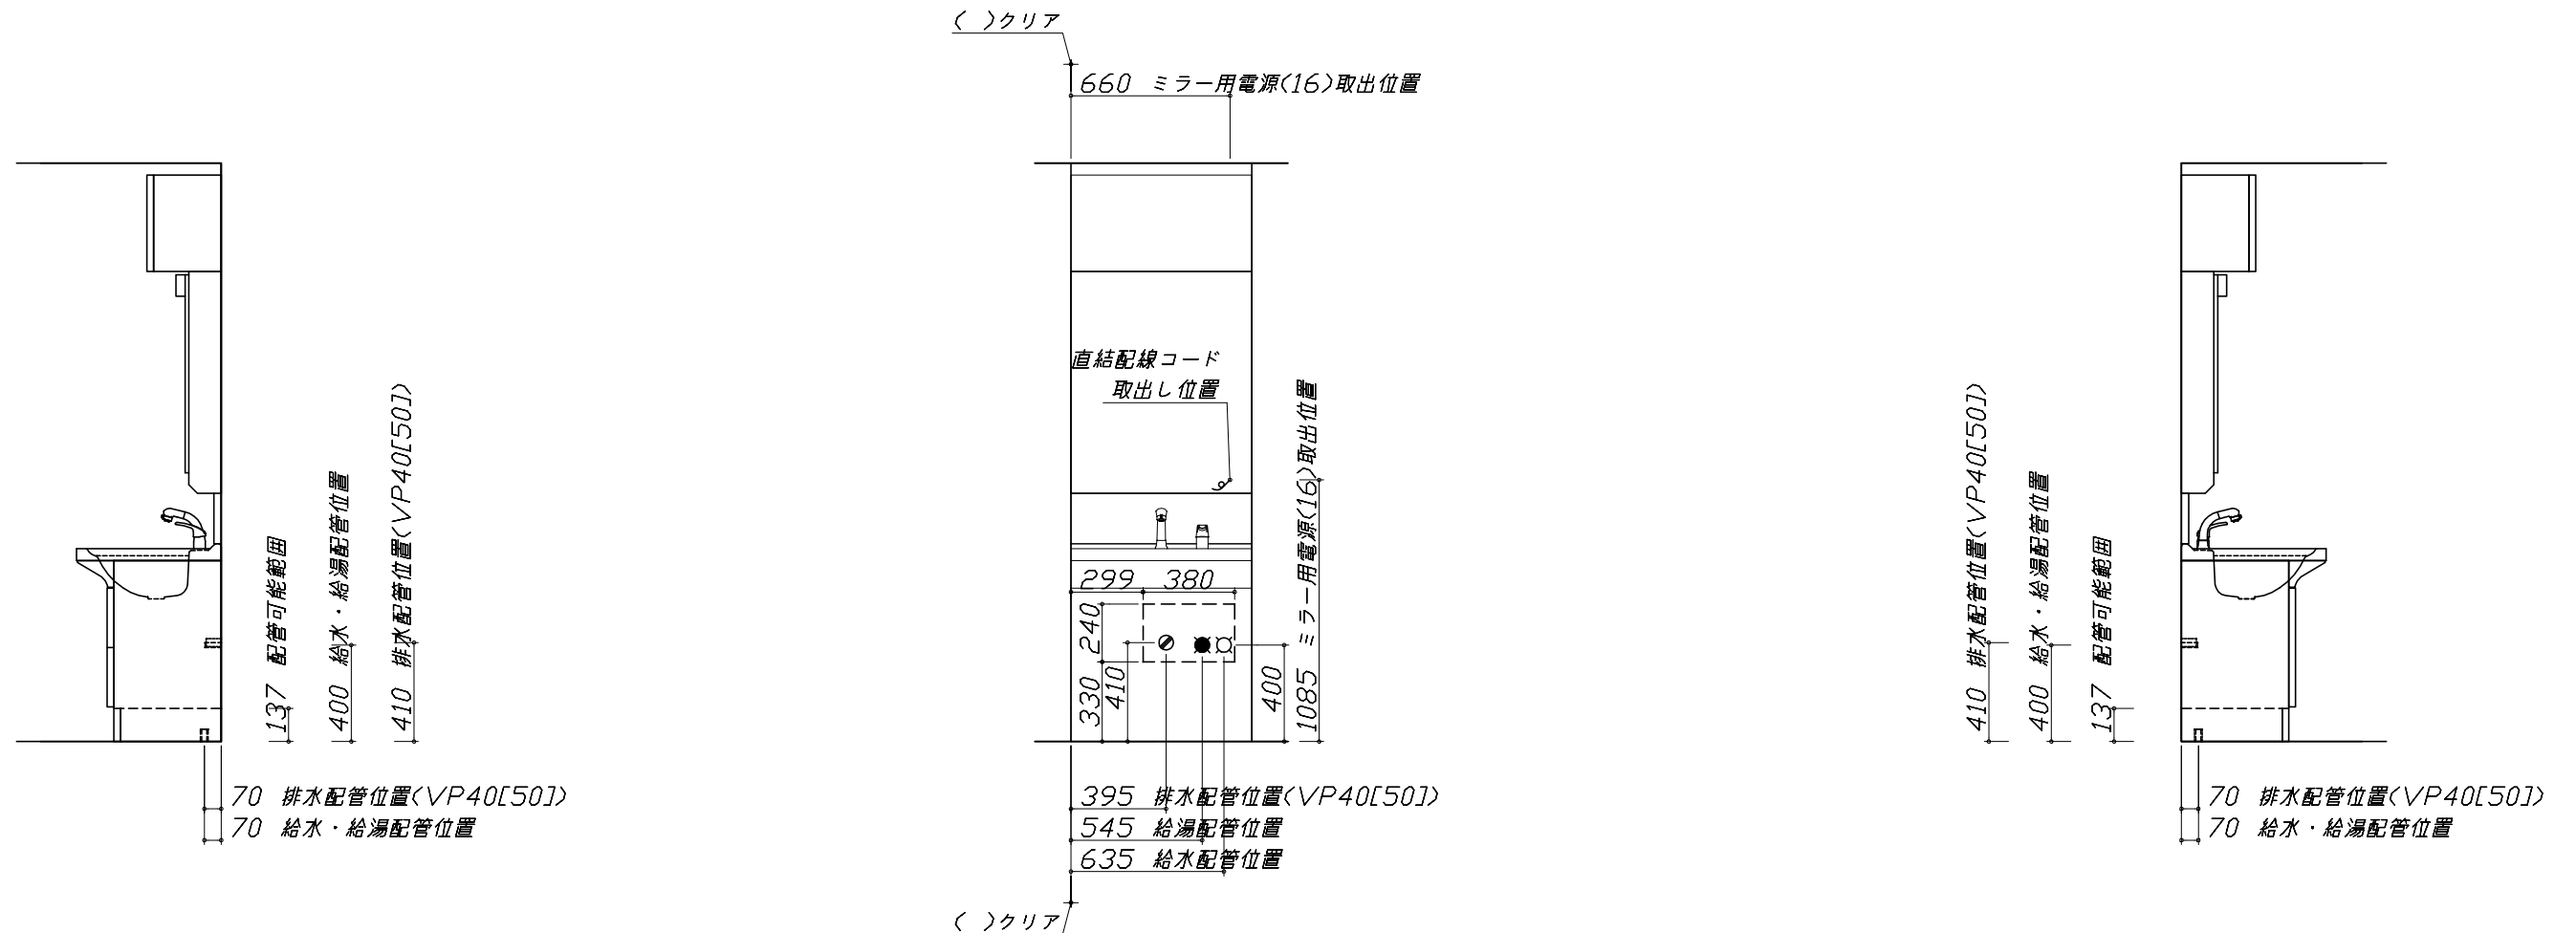 ( )クリア
660 ミラー用電源(16)取出位置
137 配管可能範囲
400 給水・給湯配管位置
410 排水配管位置(VP40[50])
70 排水配管位置(VP40[50])
70 給水・給湯配管位置
直結配線コード
取出し位置
299 380
240
330
410
400
1085 ミラー用電源(16)取出位置
395 排水配管位置(VP40[50])
545 給湯配管位置
635 給水配管位置
( )クリア
410 排水配管位置(VP40[50])
400 給水・給湯配管位置
137 配管可能範囲
70 排水配管位置(VP40[50])
70 給水・給湯配管位置